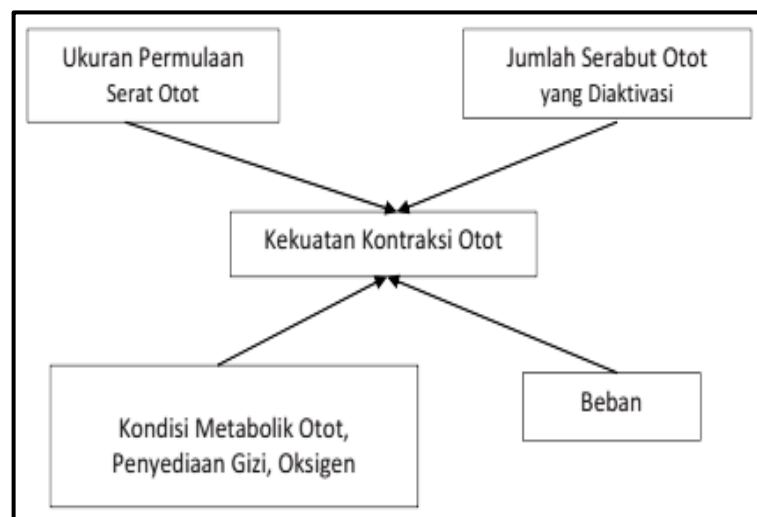 Ukuran Permulaan
Serat Otot
Jumlah Serabut Otot
yang Diaktivasi
Kekuatan Kontraksi Otot
Kondisi Metabolik Otot,
Penyediaan Gizi, Oksigen
Beban